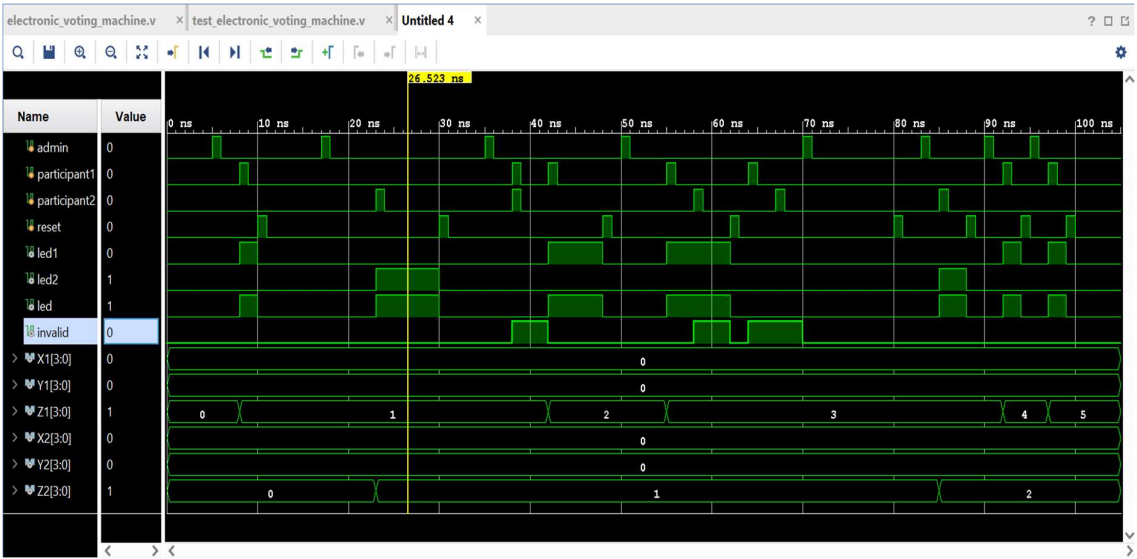 electronic_voting_machine.v × test_electronic_voting_machine.v × Untitled 4 × ?
26.523 ns
Name Value 0 ns 10 ns 20 ns 30 ns 40 ns 50 ns 60 ns 70 ns 80 ns 90 ns 100 ns
admin 0
participant1 0
participant2 0
reset 0
led1 0
led2 1
led 1
invalid 0
X1[3:0] 0 0
Y1[3:0] 0 0
Z1[3:0] 1 0 1 2 3 4 5
X2[3:0] 0 0
Y2[3:0] 0 0
Z2[3:0] 1 0 1 2